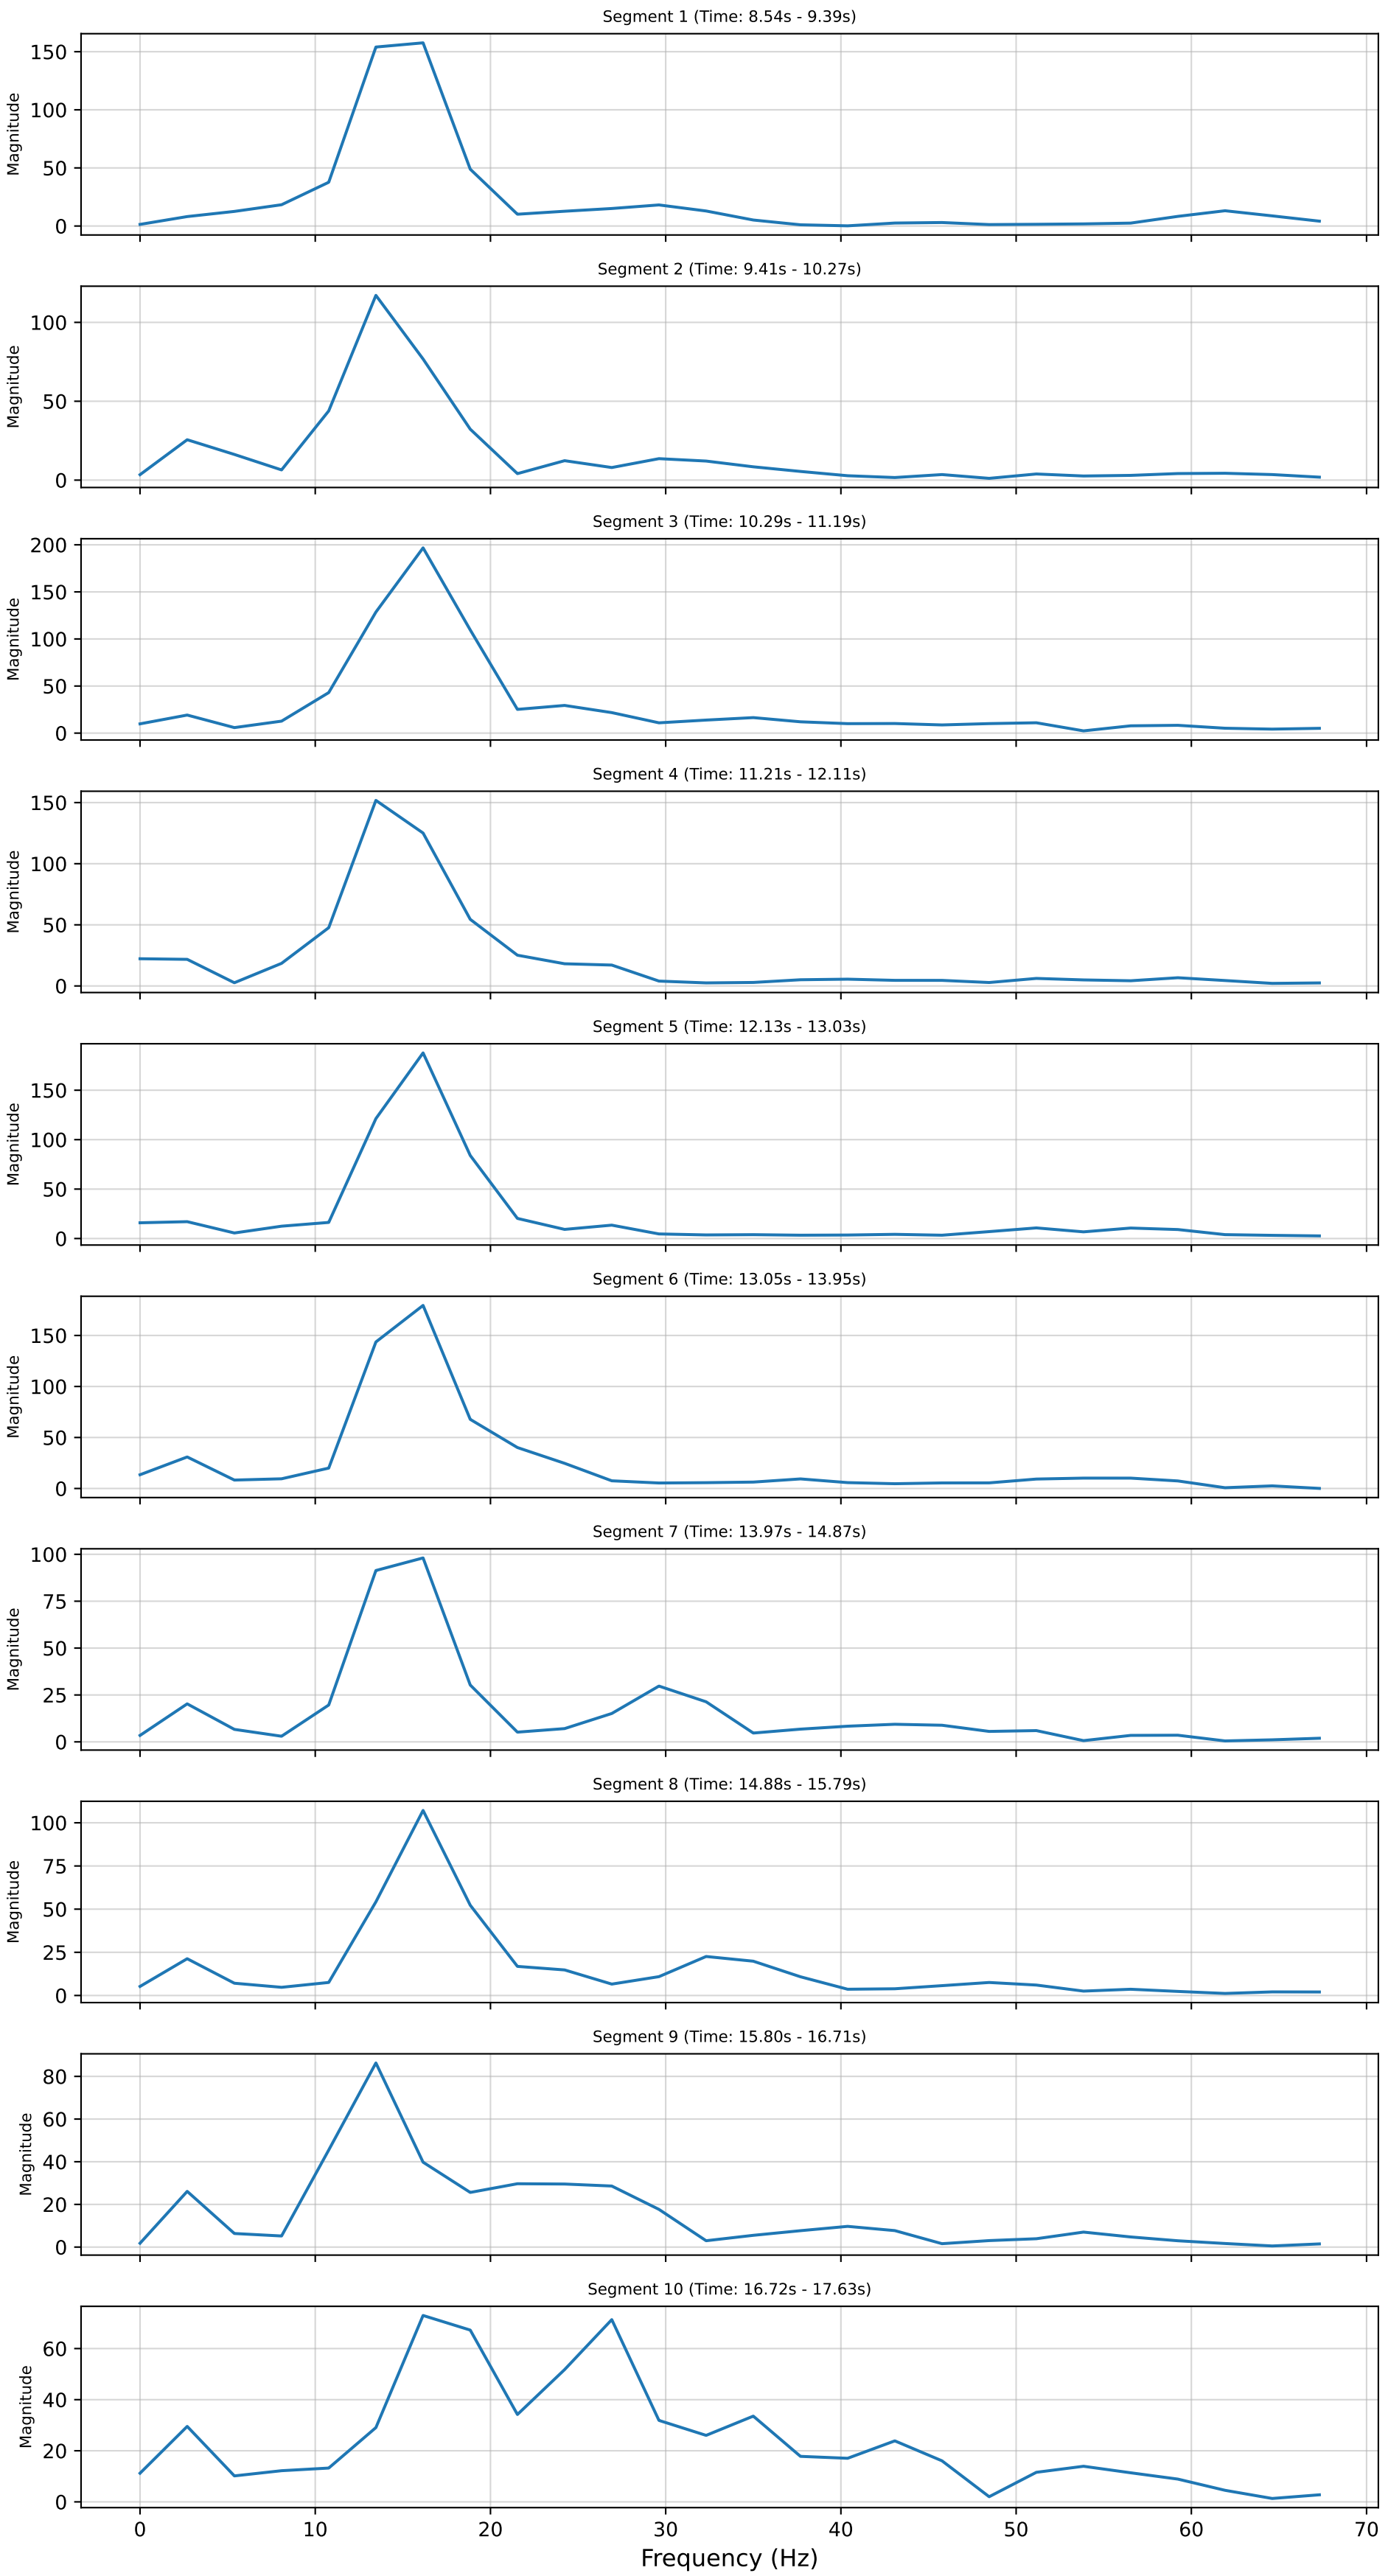 Segment 1 (Time: 8.54s - 9.39s)
Magnitude
150
100
50
0
Segment 2 (Time: 9.41s - 10.27s)
Magnitude
100
50
0
Segment 3 (Time: 10.29s - 11.19s)
Magnitude
200
150
100
50
0
Segment 4 (Time: 11.21s - 12.11s)
Magnitude
150
100
50
0
Segment 5 (Time: 12.13s - 13.03s)
Magnitude
150
100
50
0
Segment 6 (Time: 13.05s - 13.95s)
Magnitude
150
100
50
0
Segment 7 (Time: 13.97s - 14.87s)
Magnitude
100
75
50
25
0
Segment 8 (Time: 14.88s - 15.79s)
Magnitude
100
75
50
25
0
Segment 9 (Time: 15.80s - 16.71s)
Magnitude
80
60
40
20
0
Segment 10 (Time: 16.72s - 17.63s)
Magnitude
60
40
20
0
0 10 20 30 40 50 60 70
Frequency (Hz)